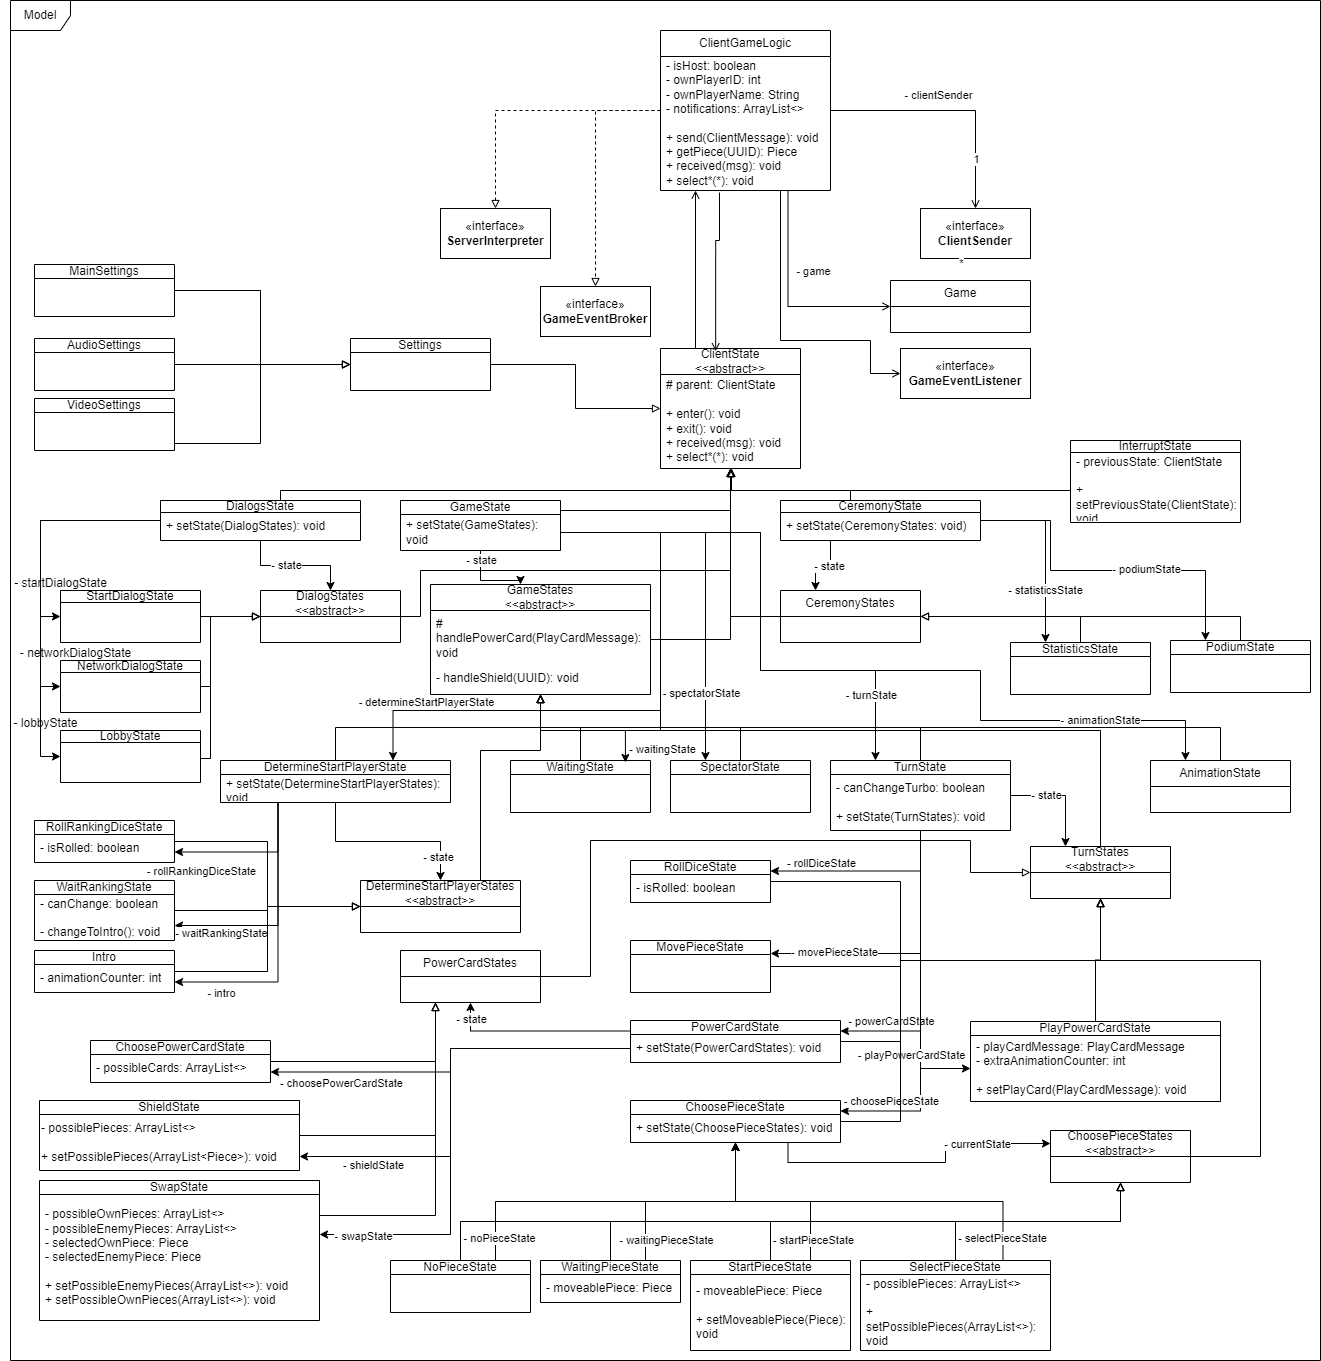 Model
ClientGameLogic
- isHost: boolean
- ownPlayerID: int
- ownPlayerName: String
- notifications: ArrayList<>
+ send(ClientMessage): void
+ getPiece(UUID): Piece
+ received(msg): void
+ select*(*): void
- clientSender
1
«interface»
ServerInterpreter
«interface»
ClientSender
*
- game
MainSettings
«interface»
GameEventBroker
Game
AudioSettings
Settings
ClientState
<<abstract>>
# parent: ClientState
+ enter(): void
+ exit(): void
+ received(msg): void
+ select*(*): void
«interface»
GameEventListener
VideoSettings
InterruptState
- previousState: ClientState
+
setPreviousState(ClientState):
void
DialogsState
+ setState(DialogStates): void
GameState
+ setState(GameStates):
void
CeremonyState
+ setState(CeremonyStates: void)
- state
- state
- state
- podiumState
- startDialogState
StartDialogState
DialogStates
<<abstract>>
GameStates
<<abstract>>
#
handlePowerCard(PlayCardMessage):
void
- handleShield(UUID): void
CeremonyStates
- statisticsState
StatisticsState
PodiumState
- networkDialogState
NetworkDialogState
- determineStartPlayerState
- spectatorState
- turnState
- animationState
- lobbyState
LobbyState
- waitingState
DetermineStartPlayerState
+ setState(DetermineStartPlayerStates):
void
WaitingState
SpectatorState
TurnState
- canChangeTurbo: boolean
+ setState(TurnStates): void
AnimationState
- state
RollRankingDiceState
- isRolled: boolean
- rollRankingDiceState
- state
- rollDiceState
RollDiceState
- isRolled: boolean
TurnStates
<<abstract>>
WaitRankingState
- canChange: boolean
- changeToIntro(): void
- waitRankingState
DetermineStartPlayerStates
<<abstract>>
Intro
- animationCounter: int
- intro
PowerCardStates
MovePieceState
- movePieceState
- state
PowerCardState
+ setState(PowerCardStates): void
- powerCardState
- playPowerCardState
PlayPowerCardState
- playCardMessage: PlayCardMessage
- extraAnimationCounter: int
+ setPlayCard(PlayCardMessage): void
ChoosePowerCardState
- possibleCards: ArrayList<>
- choosePowerCardState
ShieldState
- possiblePieces: ArrayList<>
+ setPossiblePieces(ArrayList<Piece>): void
- shieldState
ChoosePieceState
+ setState(ChoosePieceStates): void
- choosePieceState
- currentState
ChoosePieceStates
<<abstract>>
SwapState
- possibleOwnPieces: ArrayList<>
- possibleEnemyPieces: ArrayList<>
- selectedOwnPiece: Piece
- selectedEnemyPiece: Piece
+ setPossibleEnemyPieces(ArrayList<>): void
+ setPossibleOwnPieces(ArrayList<>): void
- swapState
- noPieceState
- waitingPieceState
- startPieceState
- selectPieceState
NoPieceState
WaitingPieceState
- moveablePiece: Piece
StartPieceState
- moveablePiece: Piece
+ setMoveablePiece(Piece):
void
SelectPieceState
- possiblePieces: ArrayList<>
+
setPossiblePieces(ArrayList<>):
void